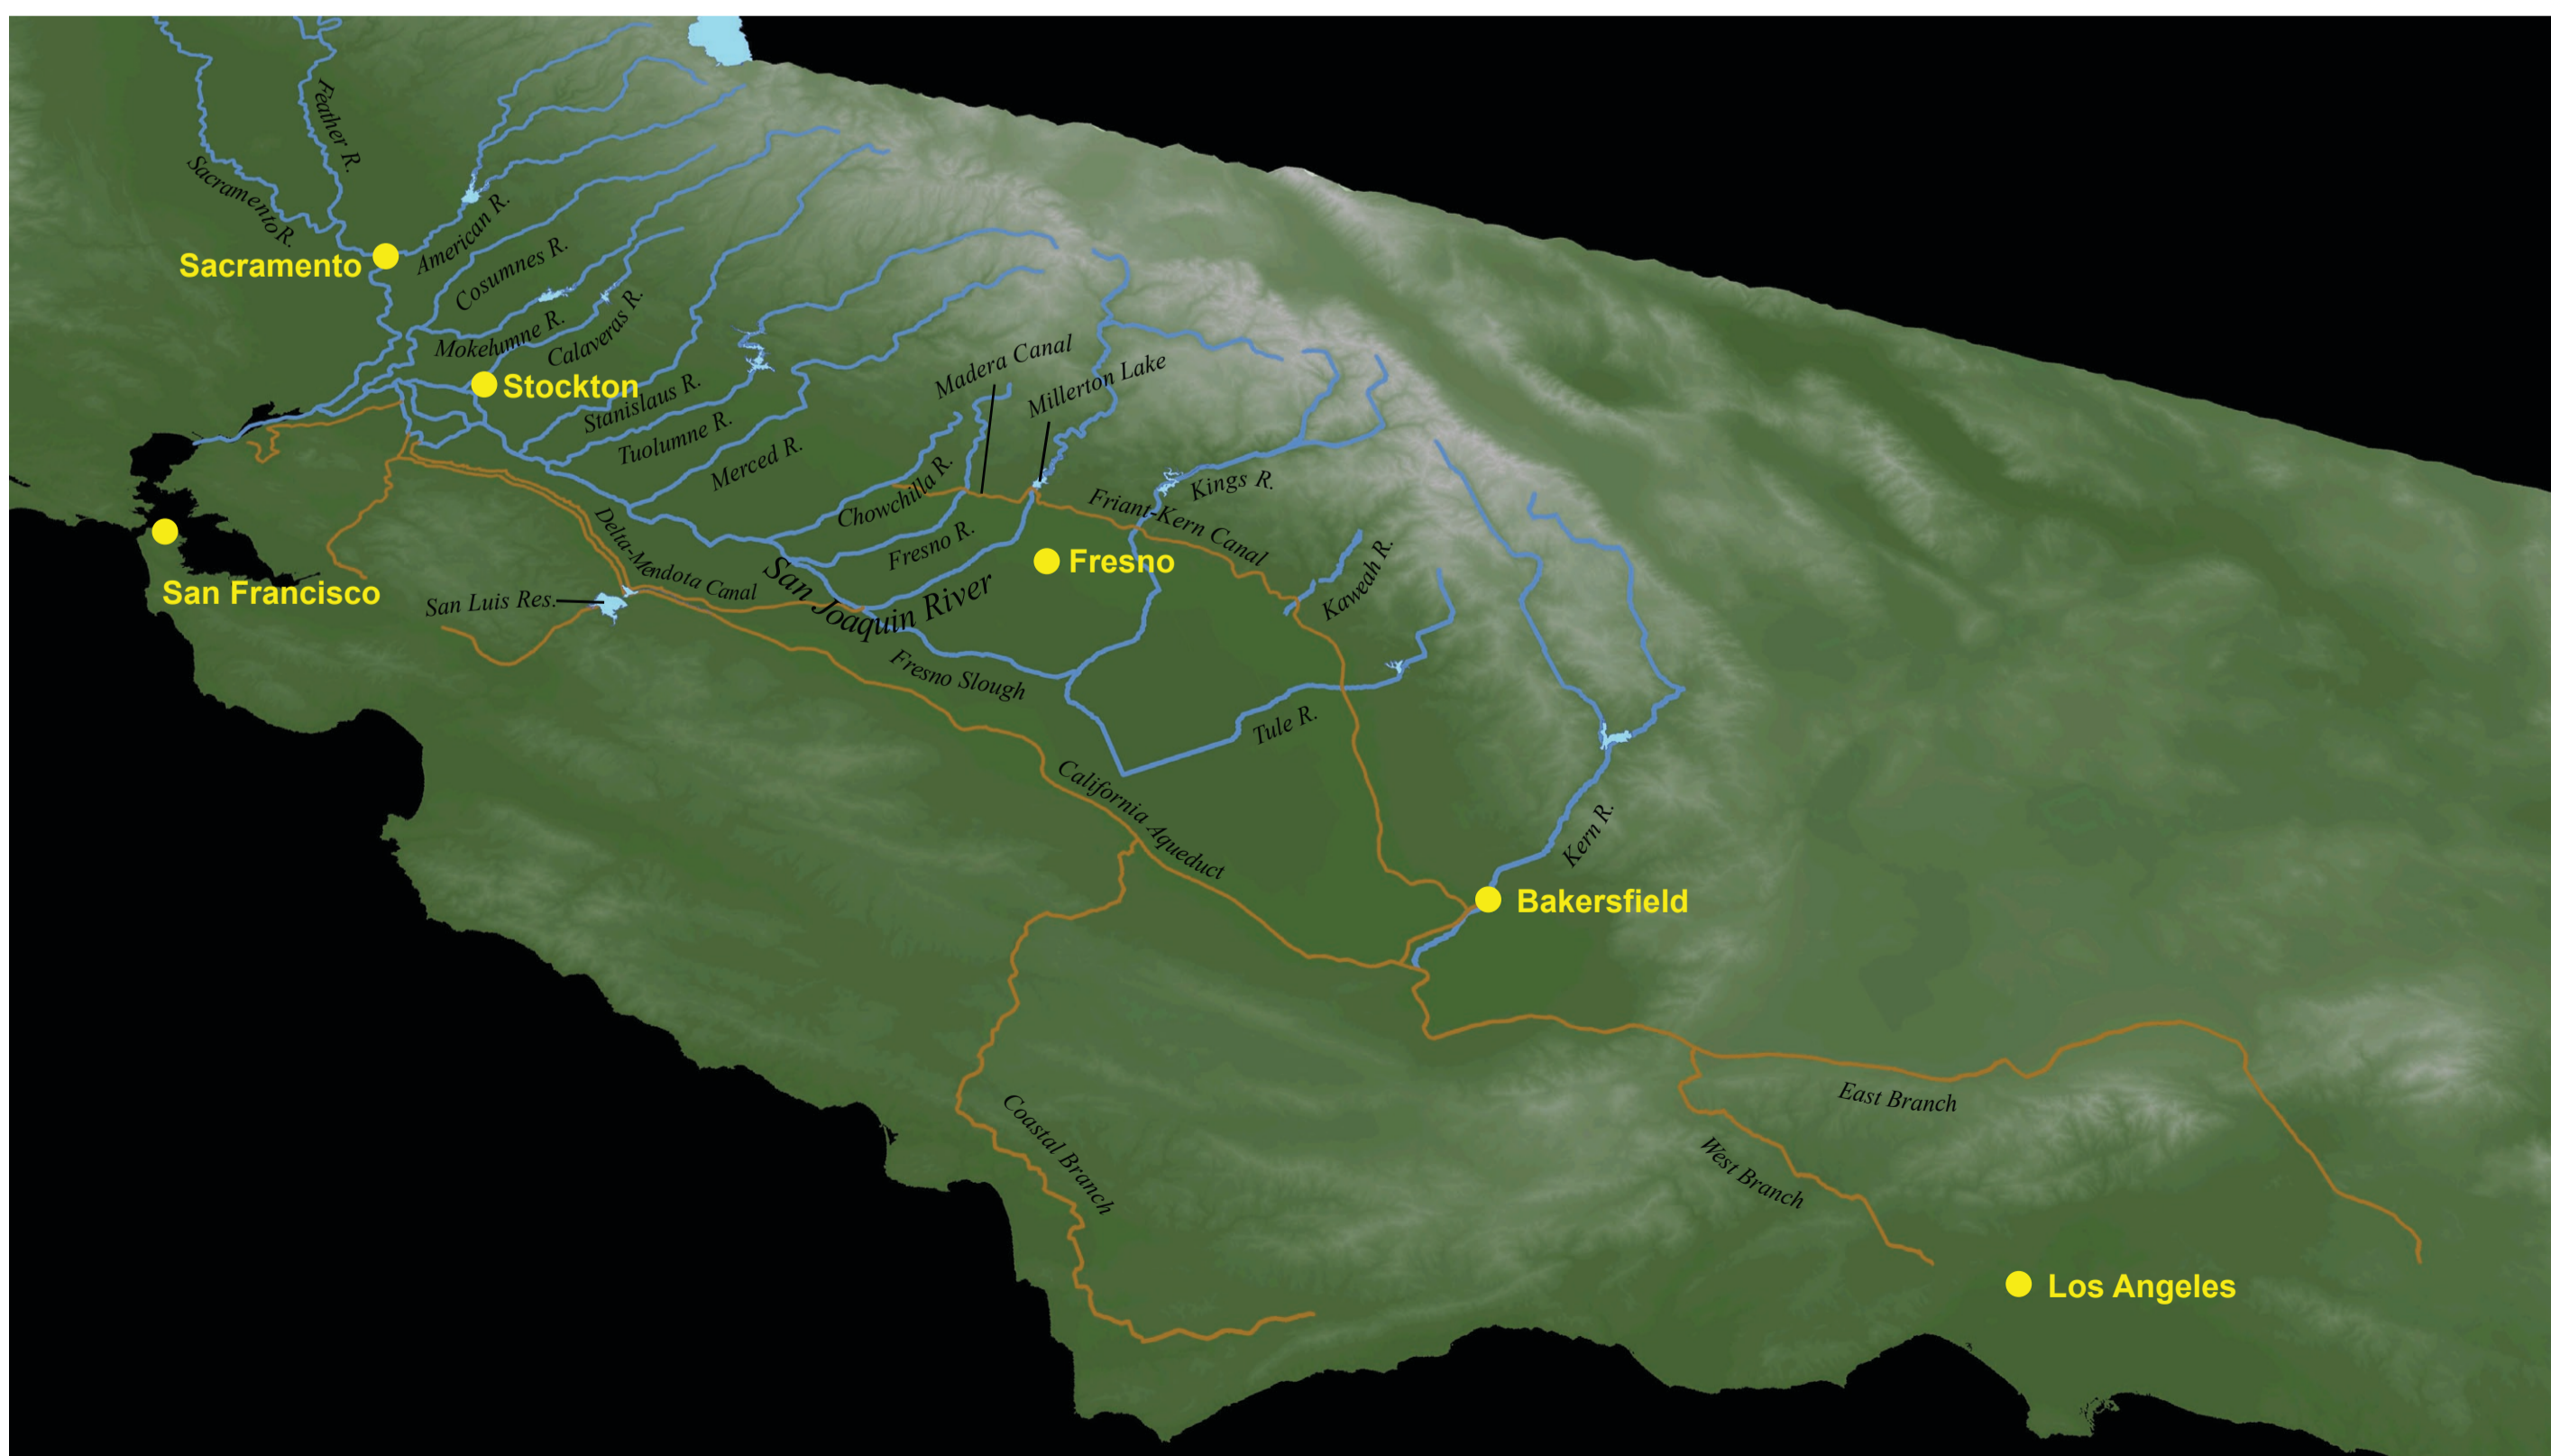 Feather R.
Sacramento R.
American R.
Sacramento
Cosumnes R.
Mokelumne R.
Calaveras R.
Stockton
Stanislaus R.
Tuolumne R.
Merced R.
Madera Canal
Millerton Lake
Chowchilla R.
Fresno R.
Kings R.
Friant-Kern Canal
Kaweah R.
San Francisco
Delta-Mendota Canal
San Luis Res.
San Joaquin River
Fresno
Fresno Slough
Tule R.
California Aqueduct
Kern R.
Bakersfield
Coastal Branch
East Branch
West Branch
Los Angeles